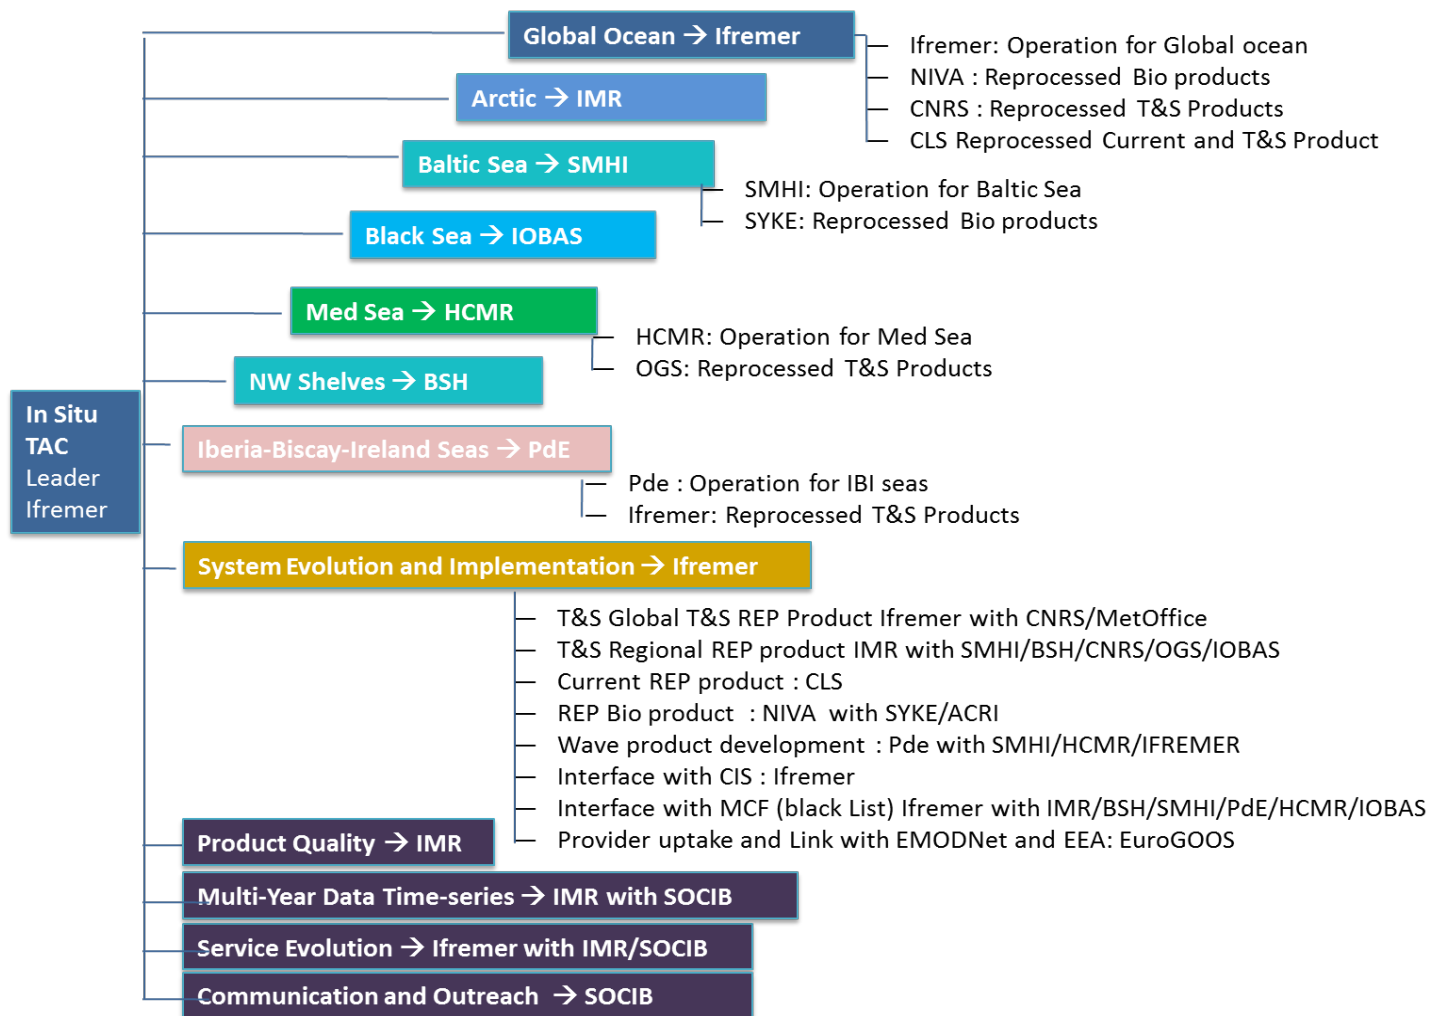 Global Ocean → Ifremer
— Ifremer: Operation for Global ocean
— NIVA : Reprocessed Bio products
— CNRS : Reprocessed T&S Products
— CLS Reprocessed Current and T&S Product
Arctic → IMR
Baltic Sea → SMHI
— SMHI: Operation for Baltic Sea
— SYKE: Reprocessed Bio products
Black Sea → IOBAS
Med Sea → HCMR
— HCMR: Operation for Med Sea
— OGS: Reprocessed T&S Products
NW Shelves → BSH
In Situ
TAC
Leader
Ifremer
Iberia-Biscay-Ireland Seas → PdE
— Pde : Operation for IBI seas
— Ifremer: Reprocessed T&S Products
System Evolution and Implementation → Ifremer
— T&S Global T&S REP Product Ifremer with CNRS/MetOffice
— T&S Regional REP product IMR with SMHI/BSH/CNRS/OGS/IOBAS
— Current REP product : CLS
— REP Bio product : NIVA with SYKE/ACRI
— Wave product development : Pde with SMHI/HCMR/IFREMER
— Interface with CIS : Ifremer
— Interface with MCF (black List) Ifremer with IMR/BSH/SMHI/PdE/HCMR/IOBAS
— Provider uptake and Link with EMODNet and EEA: EuroGOOS
Product Quality → IMR
Multi-Year Data Time-series → IMR with SOCIB
Service Evolution → Ifremer with IMR/SOCIB
Communication and Outreach → SOCIB